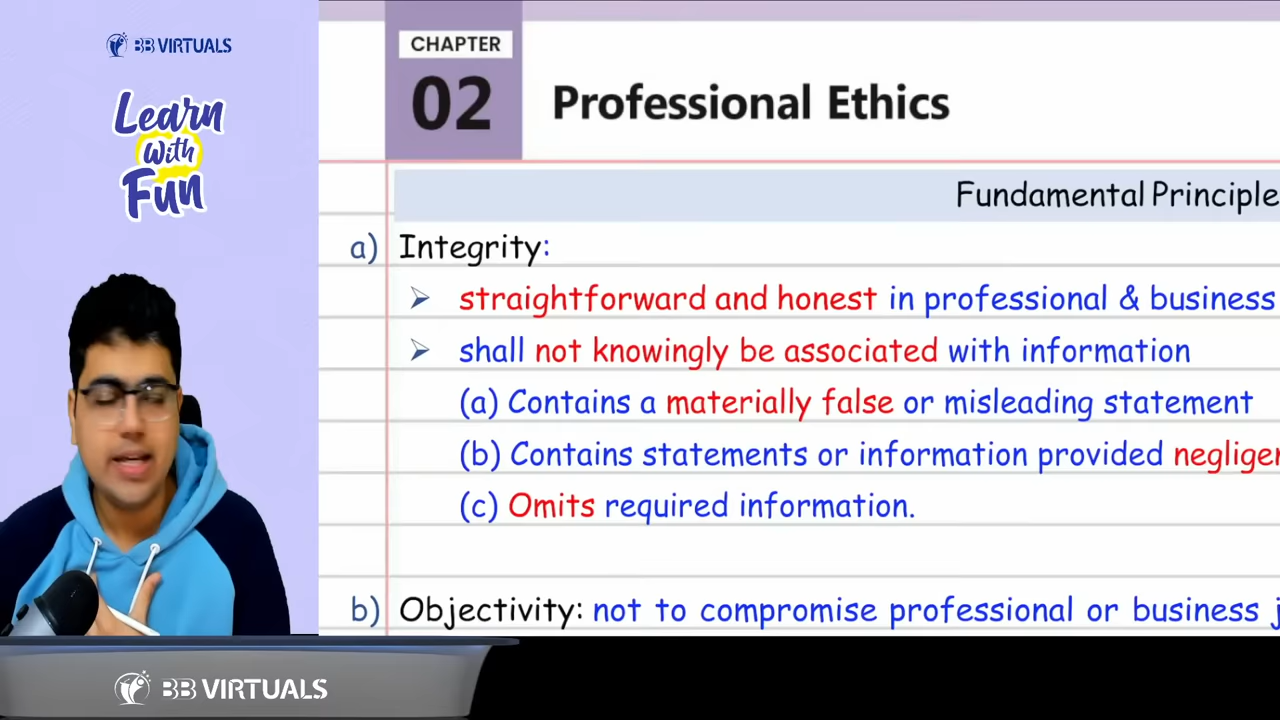 BB VIRTUALS
Learn
With
Fun
CHAPTER
02
Professional Ethics
Fundamental Principle
a) Integrity:
➢ straightforward and honest in professional & business
➢ shall not knowingly be associated with information
(a) Contains a materially false or misleading statement
(b) Contains statements or information provided
(c) Omits required information.
b) Objectivity: not to compromise professional or business j
BB VIRTUALS